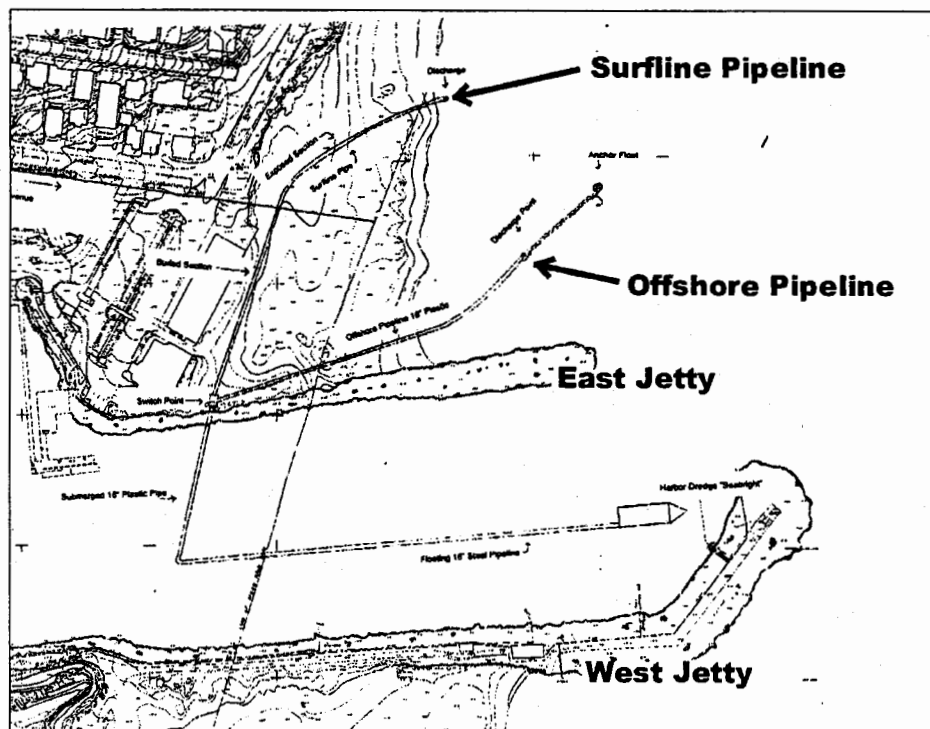 Discharge
Surfline Pipeline
Exposed Section
Surfline Pipe
Anchor Float
Discharge Point
Buried Section
Offshore Pipeline
Offshore Pipeline 16" Plastic
East Jetty
Switch Point
Submerged 16" Plastic Pipe
Harbor Dredge "Seabright"
Floating 16" Steel Pipeline
West Jetty